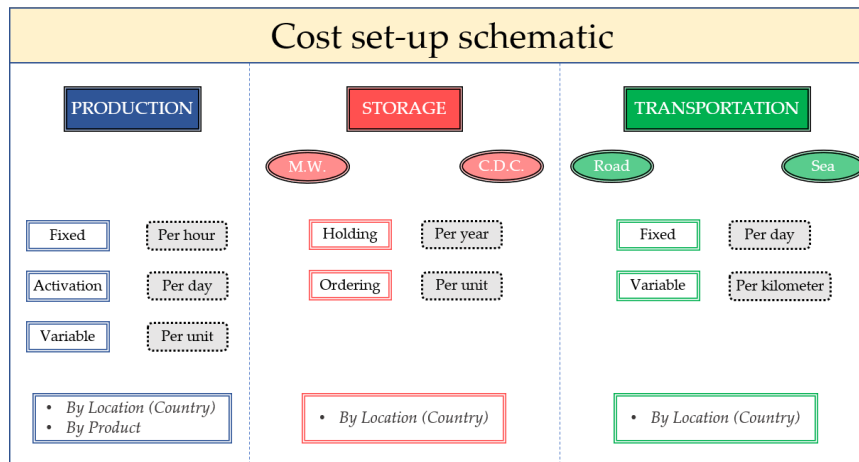 Cost set-up schematic
PRODUCTION
STORAGE
TRANSPORTATION
M.W.
C.D.C.
Road
Sea
Fixed
Per hour
Holding
Per year
Fixed
Per day
Activation
Per day
Ordering
Per unit
Variable
Per kilometer
Variable
Per unit
• By Location (Country)
• By Product
• By Location (Country)
• By Location (Country)